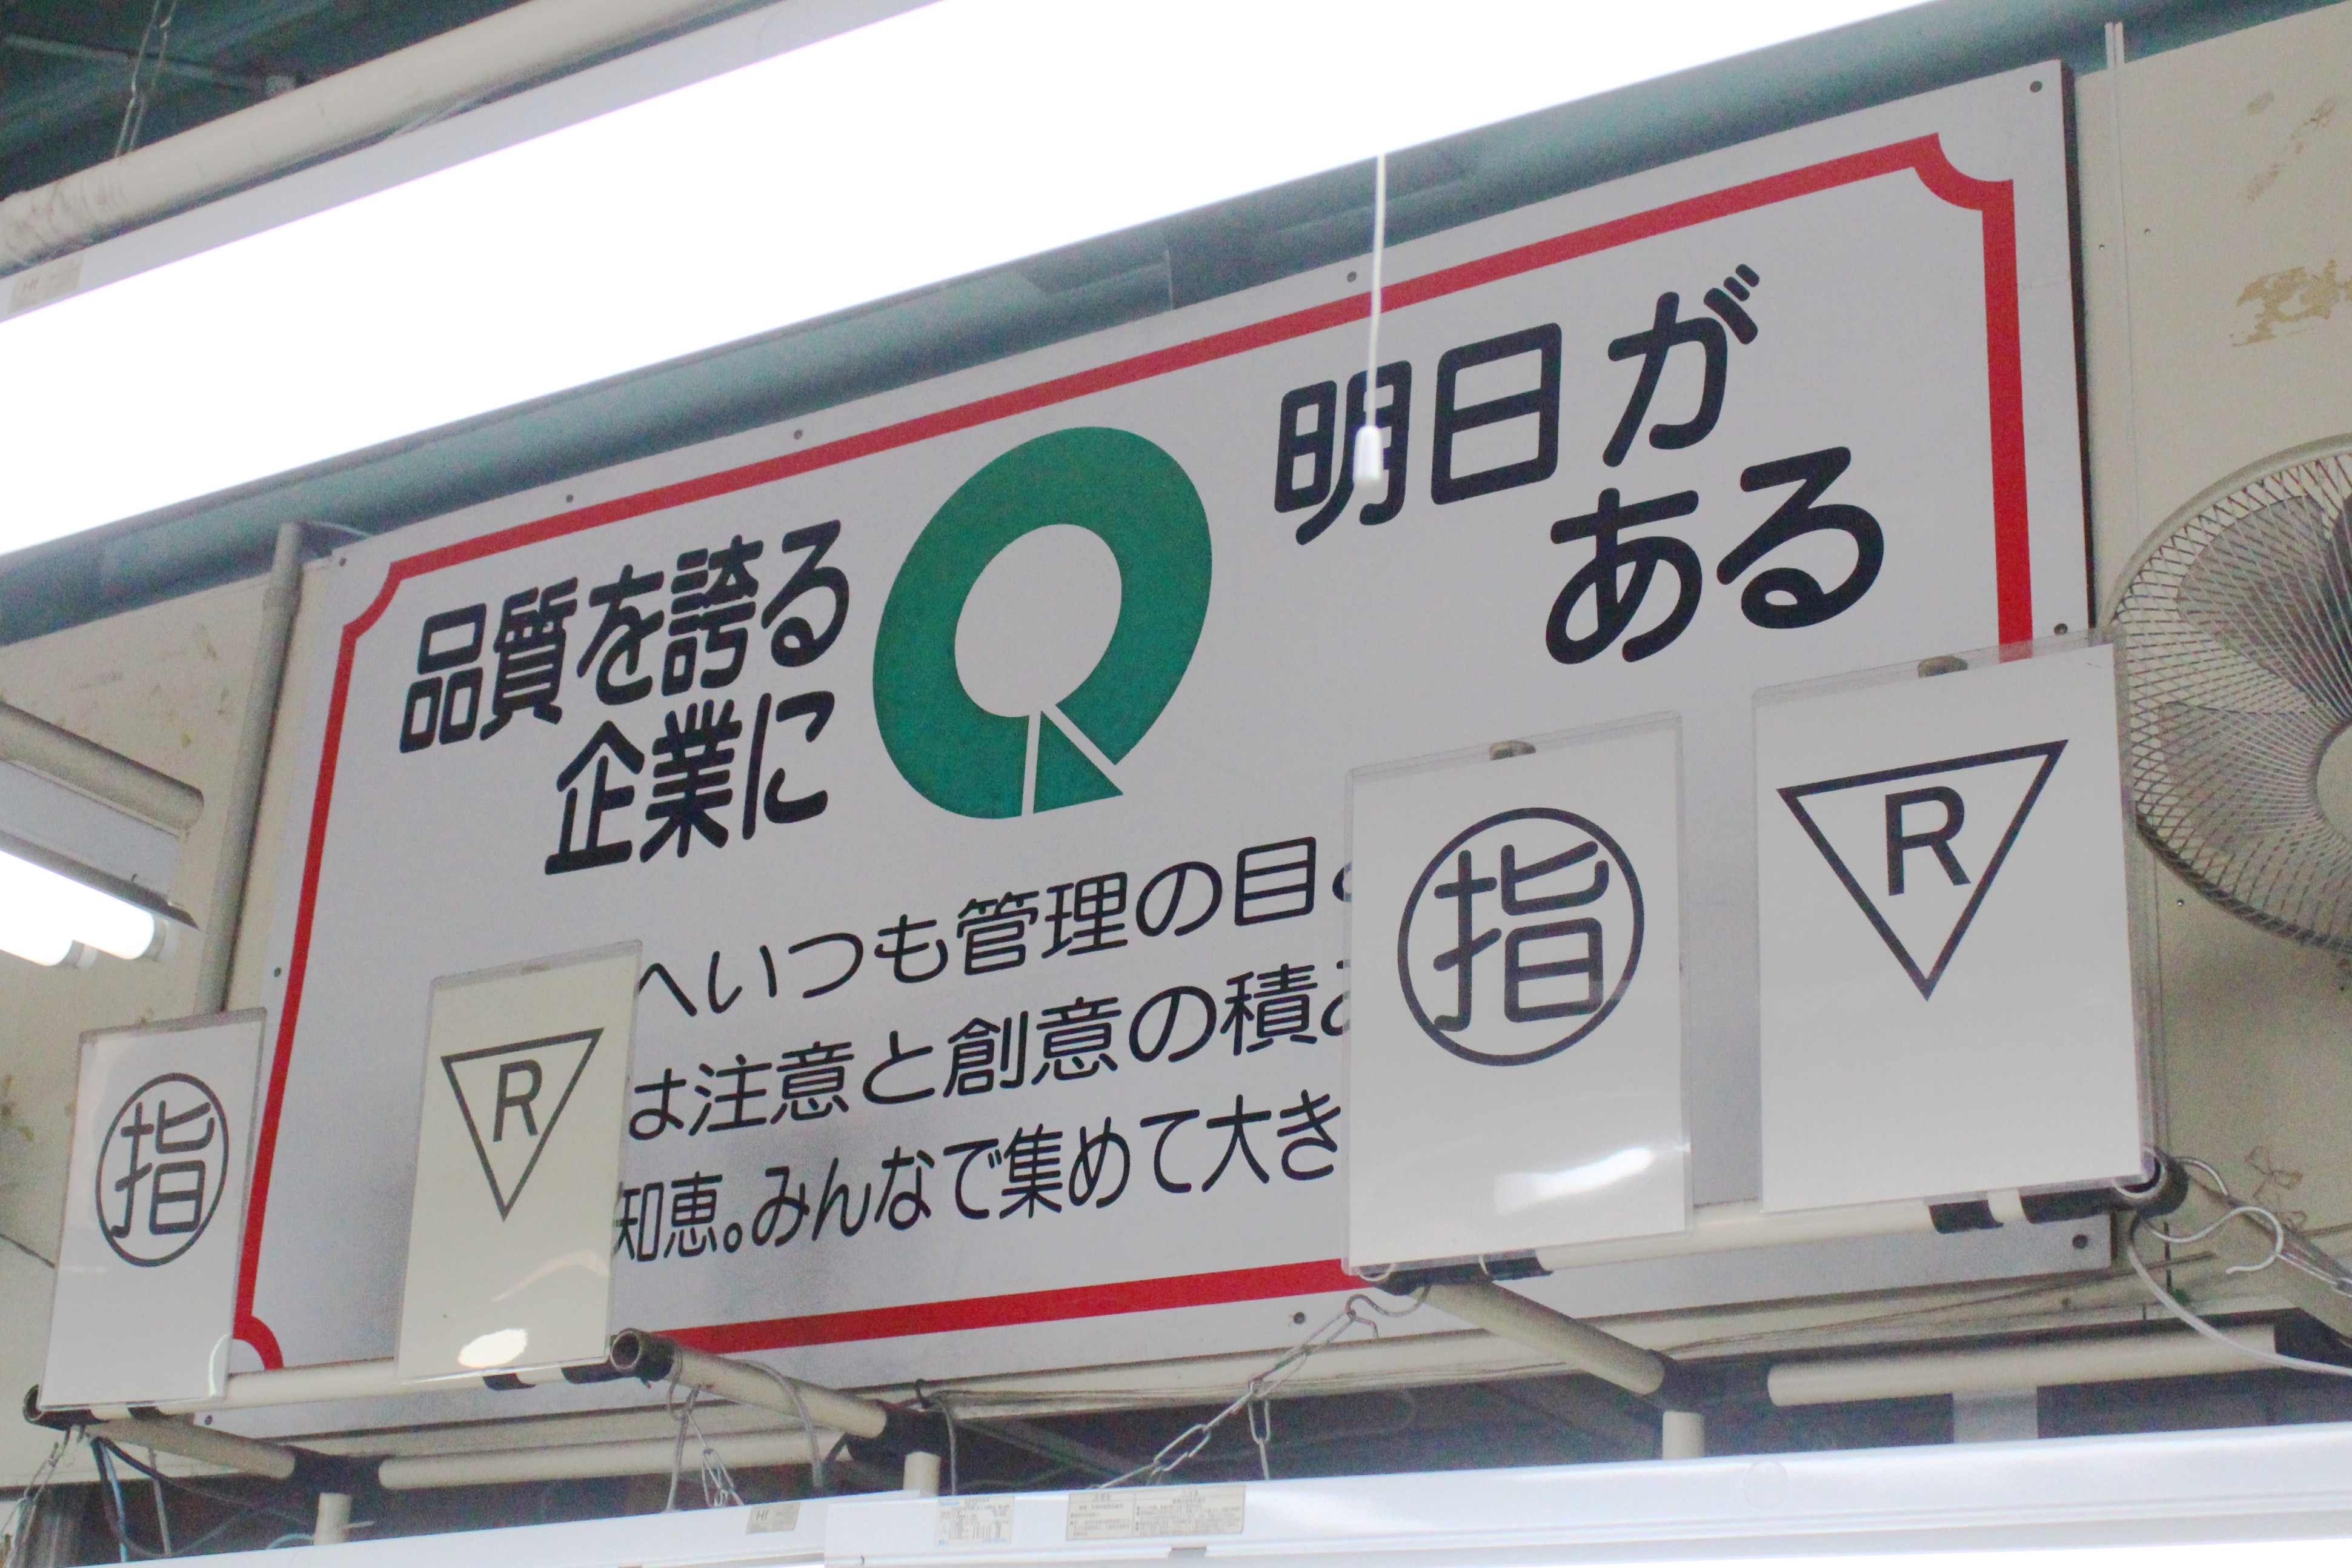 品質を誇る
企業に
明日が
ある
へいつも管理の目
は注意と創意の積
知恵。みんなで集めて大き
指
R
指
R
Hf